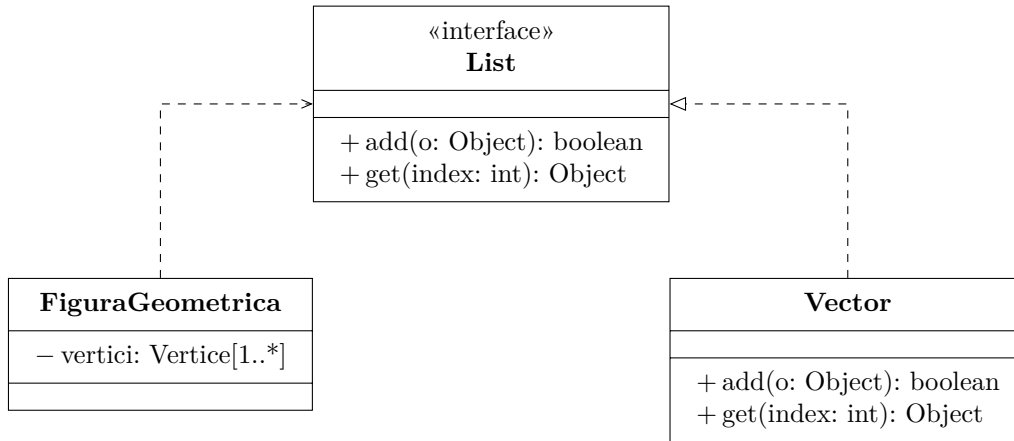 «interface»
List
+ add(o: Object): boolean
+ get(index: int): Object
FiguraGeometrica
− vertici: Vertice[1..*]
Vector
+ add(o: Object): boolean
+ get(index: int): Object